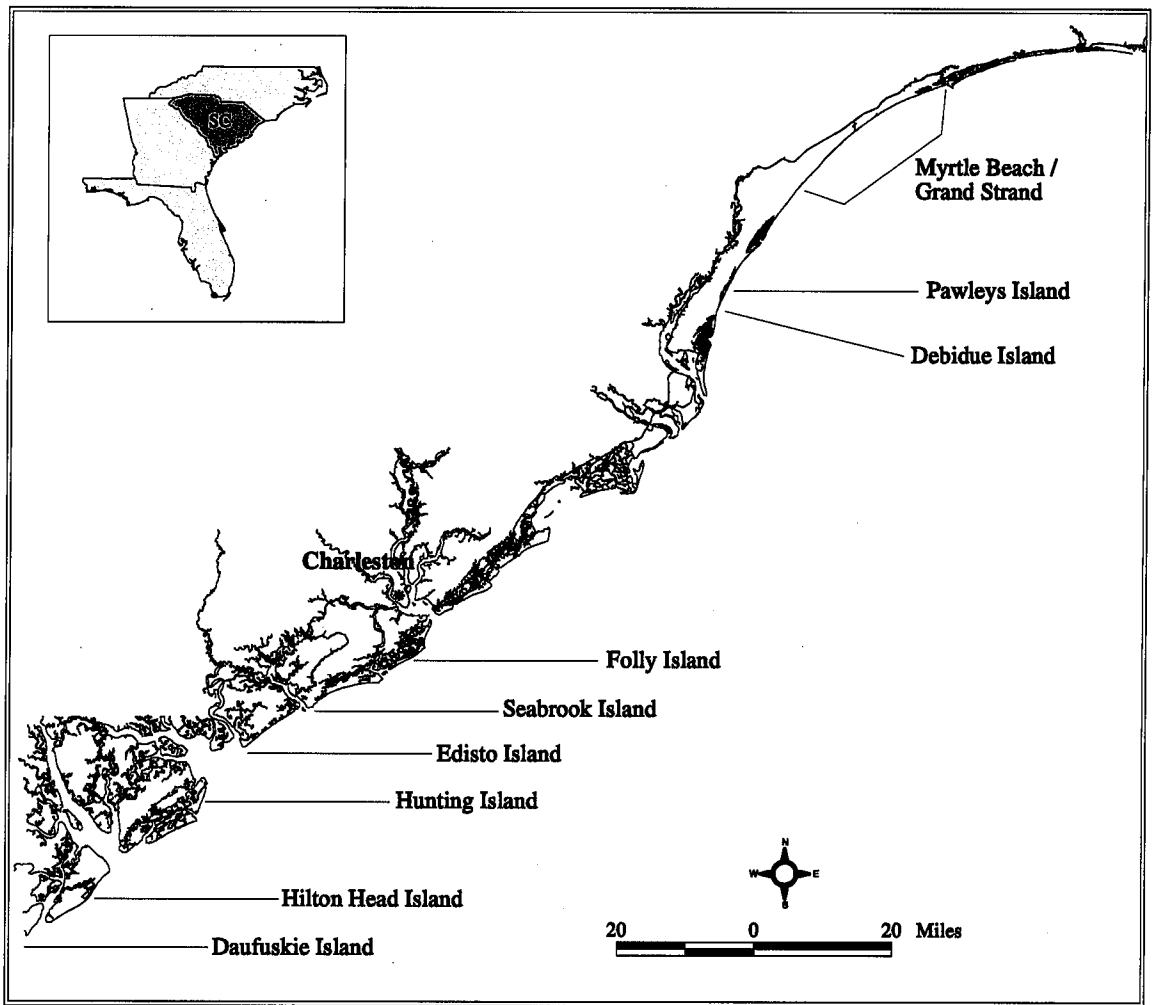 SC
Myrtle Beach /
Grand Strand
Pawleys Island
Debidue Island
Charleston
Folly Island
Seabrook Island
Edisto Island
Hunting Island
Hilton Head Island
Daufuskie Island
N
W E
S
20 0 20 Miles